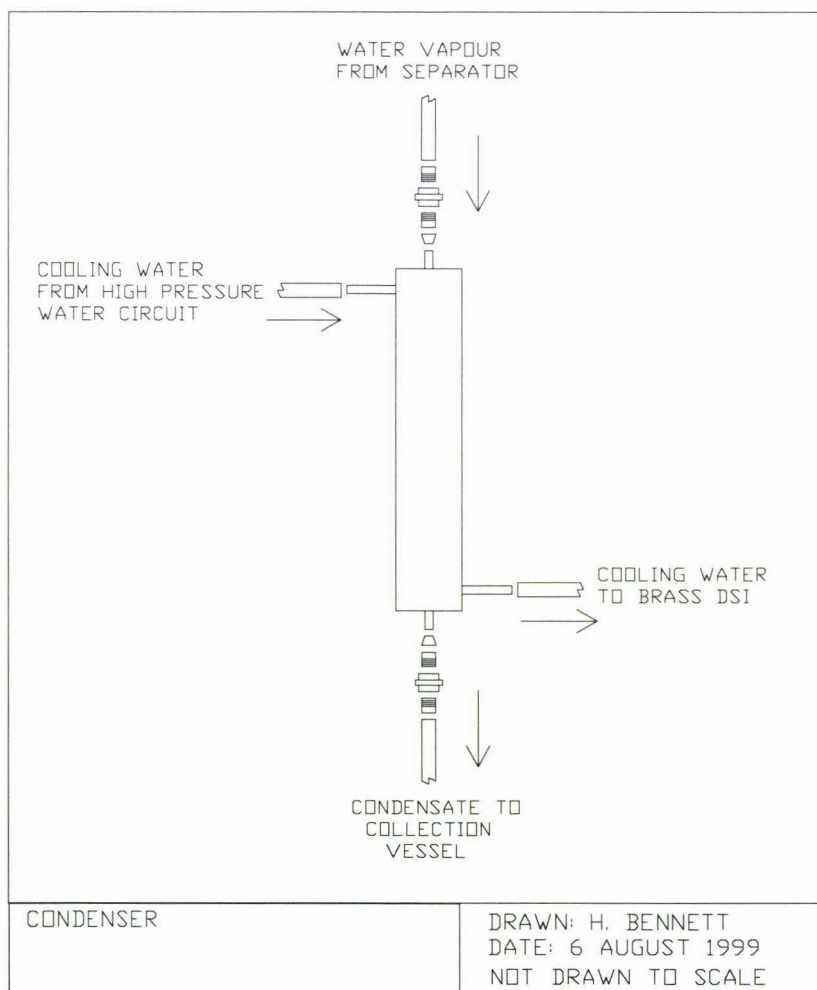 WATER VAPOUR
FROM SEPARATOR
COOLING WATER
FROM HIGH PRESSURE
WATER CIRCUIT
COOLING WATER
TO BRASS DSI
CONDENSATE TO
COLLECTION
VESSEL
CONDENSER
DRAWN: H. BENNETT
DATE: 6 AUGUST 1999
NOT DRAWN TO SCALE